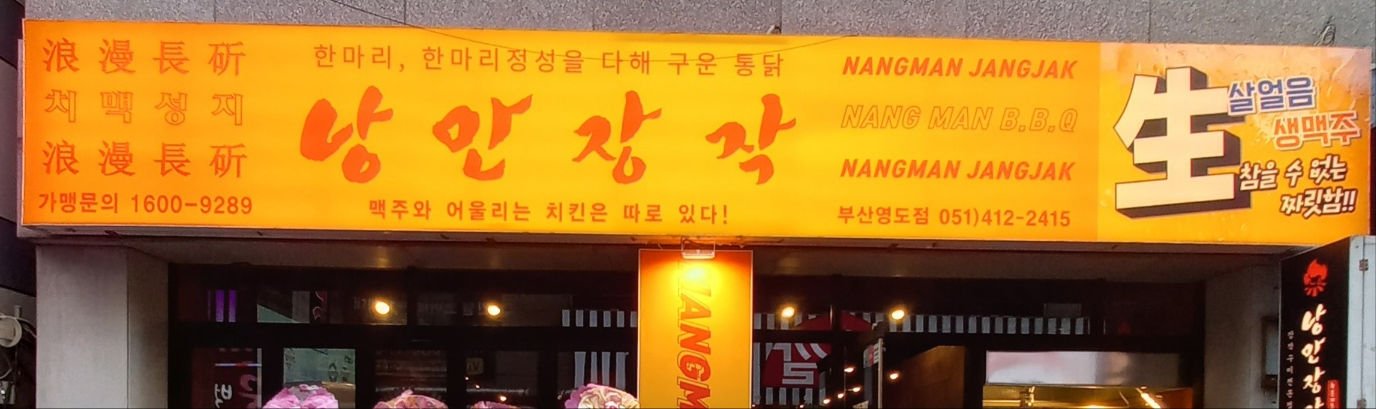 浪漫長斫
치맥성지
浪漫長斫
가맹문의 1600-9289
한마리, 한마리정성을 다해 구운 통닭
낭만장작
맥주와 어울리는 치킨은 따로 있다!
NANGMAN JANGJAK
NANG MAN B.B.Q
NANGMAN JANGJAK
부산영도점 051)412-2415
生
살얼음
생맥주
참을 수 없는
짜릿함!!
NANGM
낭만장작